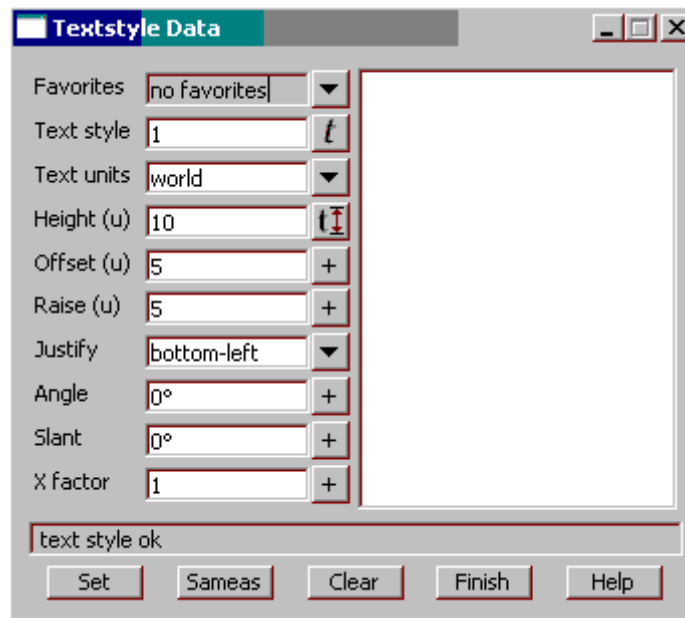 Textstyle Data
Favorites no favorites
Text style 1 t
Text units world
Height (u) 10 t
Offset (u) 5 +
Raise (u) 5 +
Justify bottom-left
Angle 0° +
Slant 0° +
X factor 1 +
text style ok
Set Sameas Clear Finish Help